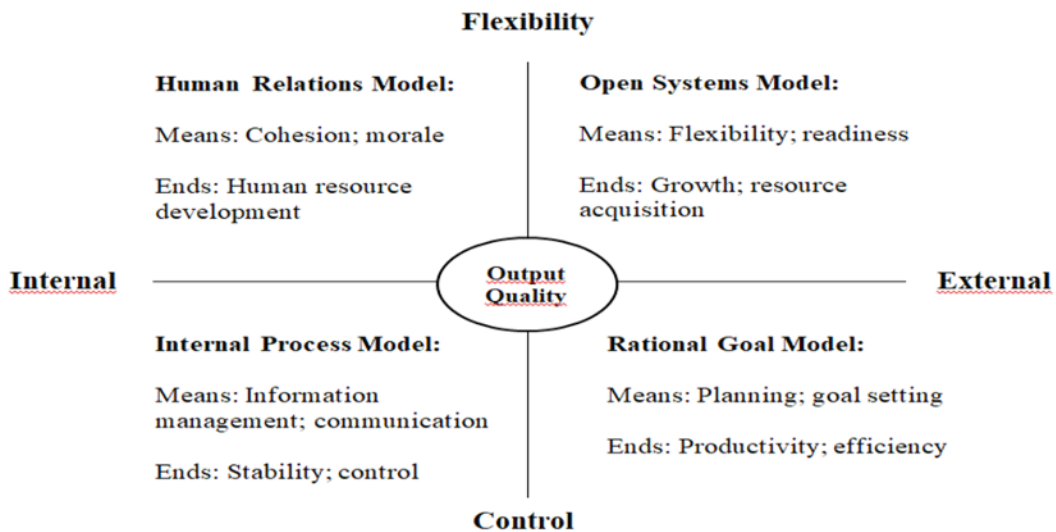 Flexibility
Human Relations Model:
Means: Cohesion; morale
Ends: Human resource
development
Open Systems Model:
Means: Flexibility; readiness
Ends: Growth; resource
acquisition
Internal
Output
Quality
External
Internal Process Model:
Means: Information
management; communication
Ends: Stability; control
Rational Goal Model:
Means: Planning; goal setting
Ends: Productivity; efficiency
Control